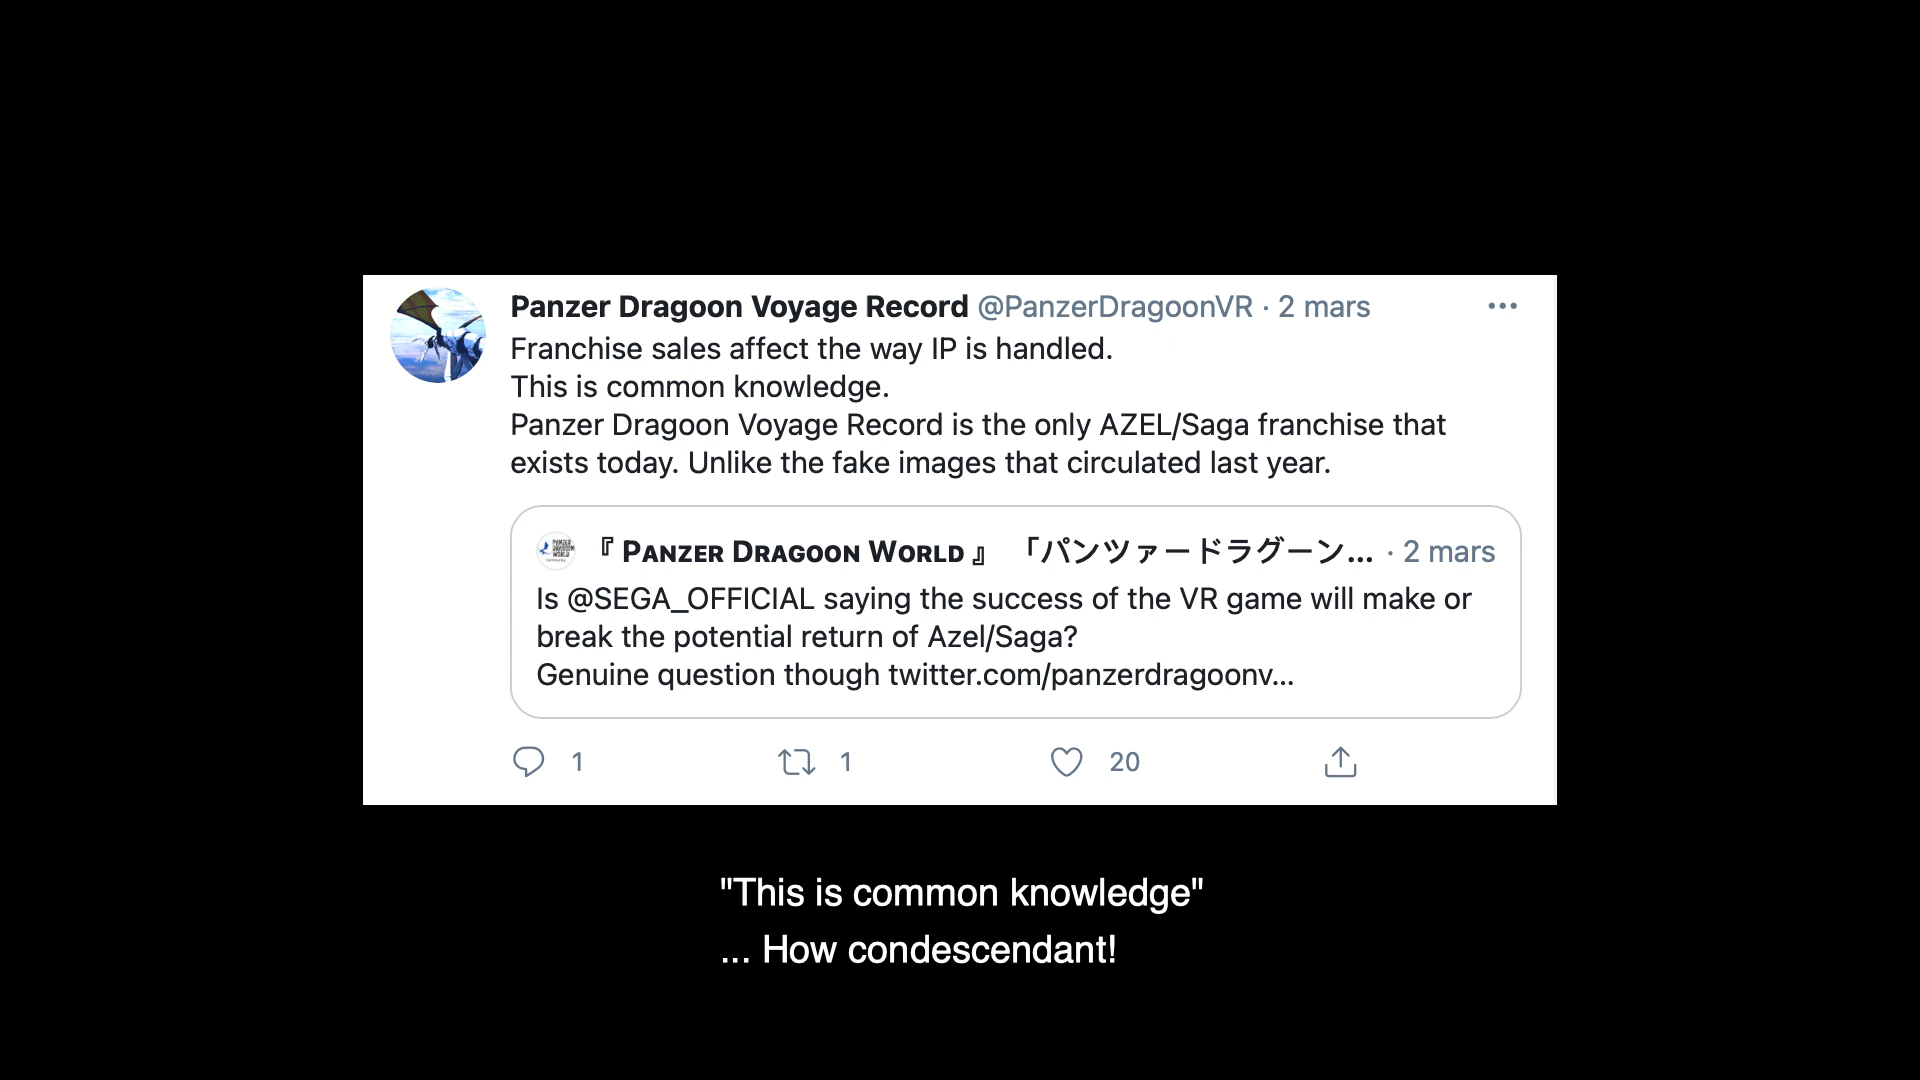 Panzer Dragoon Voyage Record @PanzerDragoonVR · 2 mars
Franchise sales affect the way IP is handled.
This is common knowledge.
Panzer Dragoon Voyage Record is the only AZEL/Saga franchise that
exists today. Unlike the fake images that circulated last year.
PANZER
DRAGOON
WORLD
『 PANZER DRAGOON WORLD 』 「パンツァードラグーン... · 2 mars
Is @SEGA_OFFICIAL saying the success of the VR game will make or
break the potential return of Azel/Saga?
Genuine question though twitter.com/panzerdragoonv...
1 1 20
"This is common knowledge"
... How condescendant!